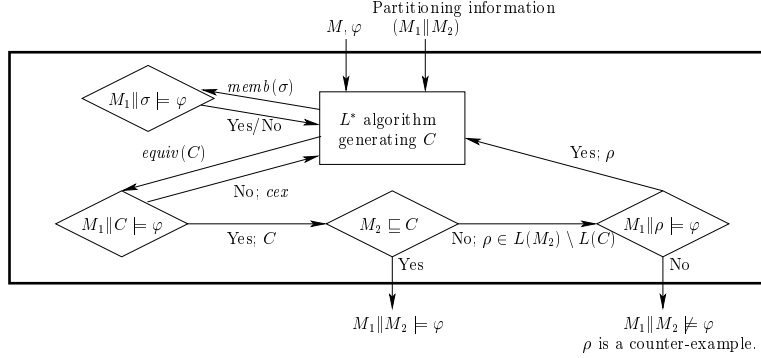 Partitioning information
M, φ
(M₁‖M₂)
M₁‖σ ⊨ φ
memb(σ)
Yes/No
L* algorithm
generating C
equiv(C)
No; cex
Yes; ρ
M₁‖C ⊨ φ
Yes; C
M₂ ⊑ C
No; ρ ∈ L(M₂) \ L(C)
M₁‖ρ ⊨ φ
Yes
No
M₁‖M₂ ⊨ φ
M₁‖M₂ ⊭ φ
ρ is a counter-example.